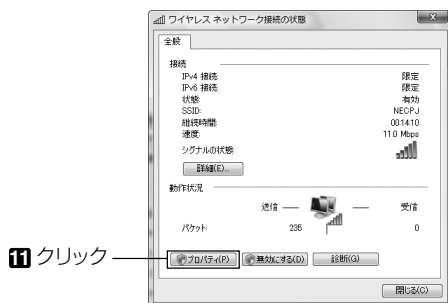 ワイヤレス ネットワーク接続の状態
全般
接続
IPv4 接続: 限定
IPv6 接続: 限定
状態: 有効
SSID: NECPJ
継続時間: 00:14:10
速度: 11.0 Mbps
シグナルの状態:
詳細(E)...
動作状況
送信 — — 受信
パケット: 235 0
11 クリック
プロパティ(P) 無効にする(D) 診断(G)
閉じる(C)